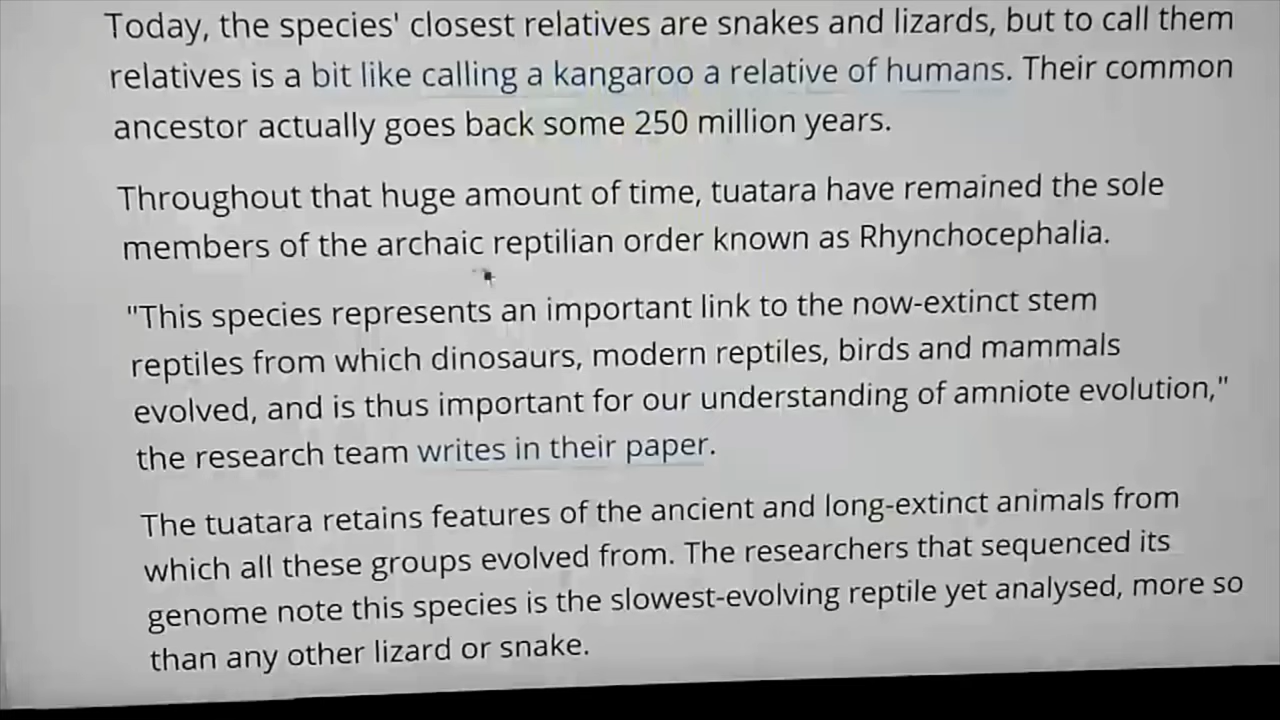 Today, the species' closest relatives are snakes and lizards, but to call them
relatives is a bit like calling a kangaroo a relative of humans. Their common
ancestor actually goes back some 250 million years.
Throughout that huge amount of time, tuatara have remained the sole
members of the archaic reptilian order known as Rhynchocephalia.
"This species represents an important link to the now-extinct stem
reptiles from which dinosaurs, modern reptiles, birds and mammals
evolved, and is thus important for our understanding of amniote evolution,"
the research team writes in their paper.
The tuatara retains features of the ancient and long-extinct animals from
which all these groups evolved from. The researchers that sequenced its
genome note this species is the slowest-evolving reptile yet analysed, more so
than any other lizard or snake.